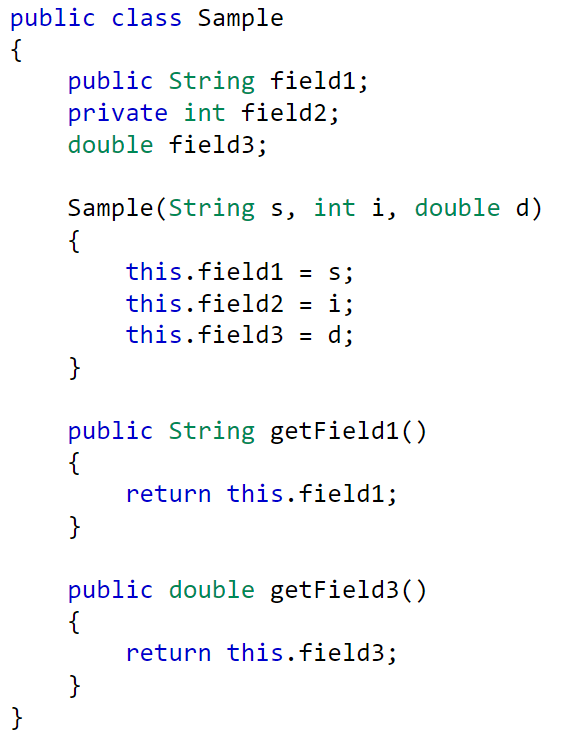 public class Sample
{
    public String field1;
    private int field2;
    double field3;

    Sample(String s, int i, double d)
    {
        this.field1 = s;
        this.field2 = i;
        this.field3 = d;
    }

    public String getField1()
    {
        return this.field1;
    }

    public double getField3()
    {
        return this.field3;
    }
}